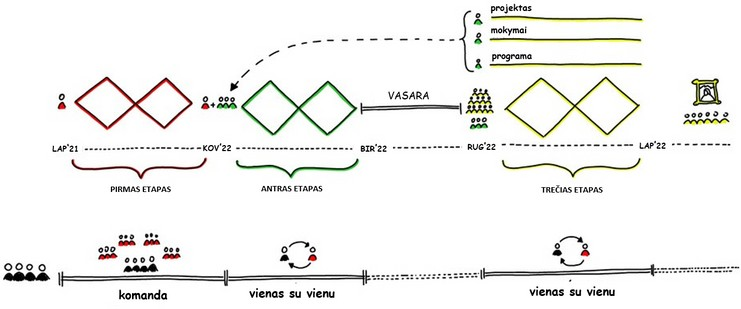 projektas
mokymai
programa
VASARA
+
LAP'21
KOV'22
BIR'22
RUG'22
LAP'22
PIRMAS ETAPAS
ANTRAS ETAPAS
TREČIAS ETAPAS
komanda
vienas su vienu
vienas su vienu